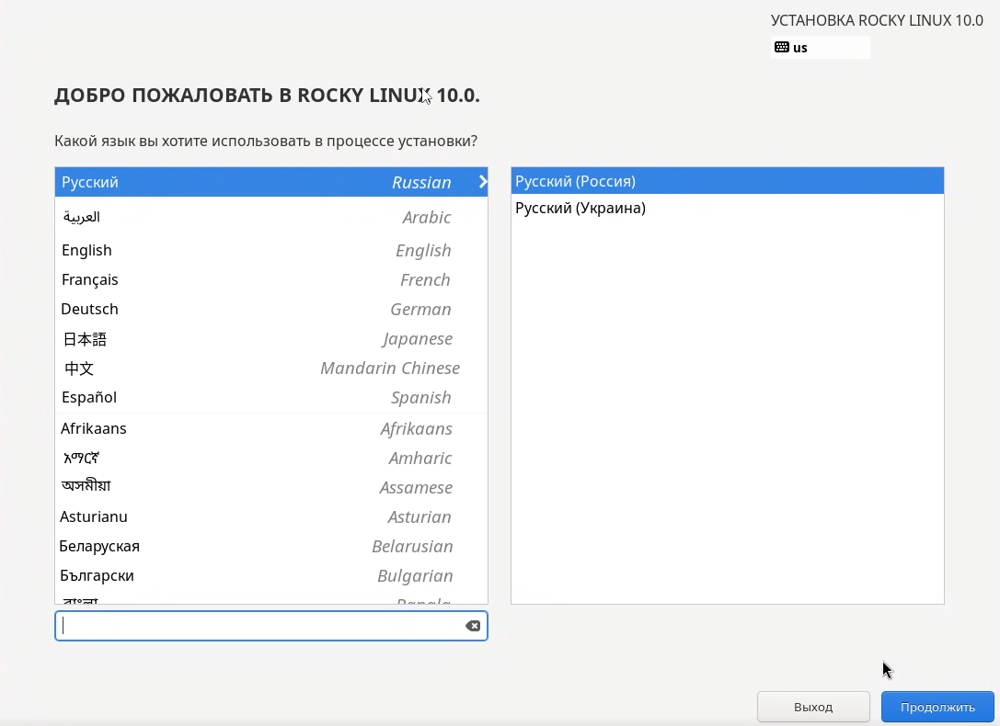 УСТАНОВКА ROCKY LINUX 10.0
us
ДОБРО ПОЖАЛОВАТЬ В ROCKY LINUX 10.0.
Какой язык вы хотите использовать в процессе установки?
Русский Russian
العربية Arabic
English English
Français French
Deutsch German
日本語 Japanese
中文 Mandarin Chinese
Español Spanish
Afrikaans Afrikaans
አማርኛ Amharic
অসমীয়া Assamese
Asturianu Asturian
Беларуская Belarusian
Български Bulgarian
বাংলা Bangla
Русский (Россия)
Русский (Украина)
Выход
Продолжить